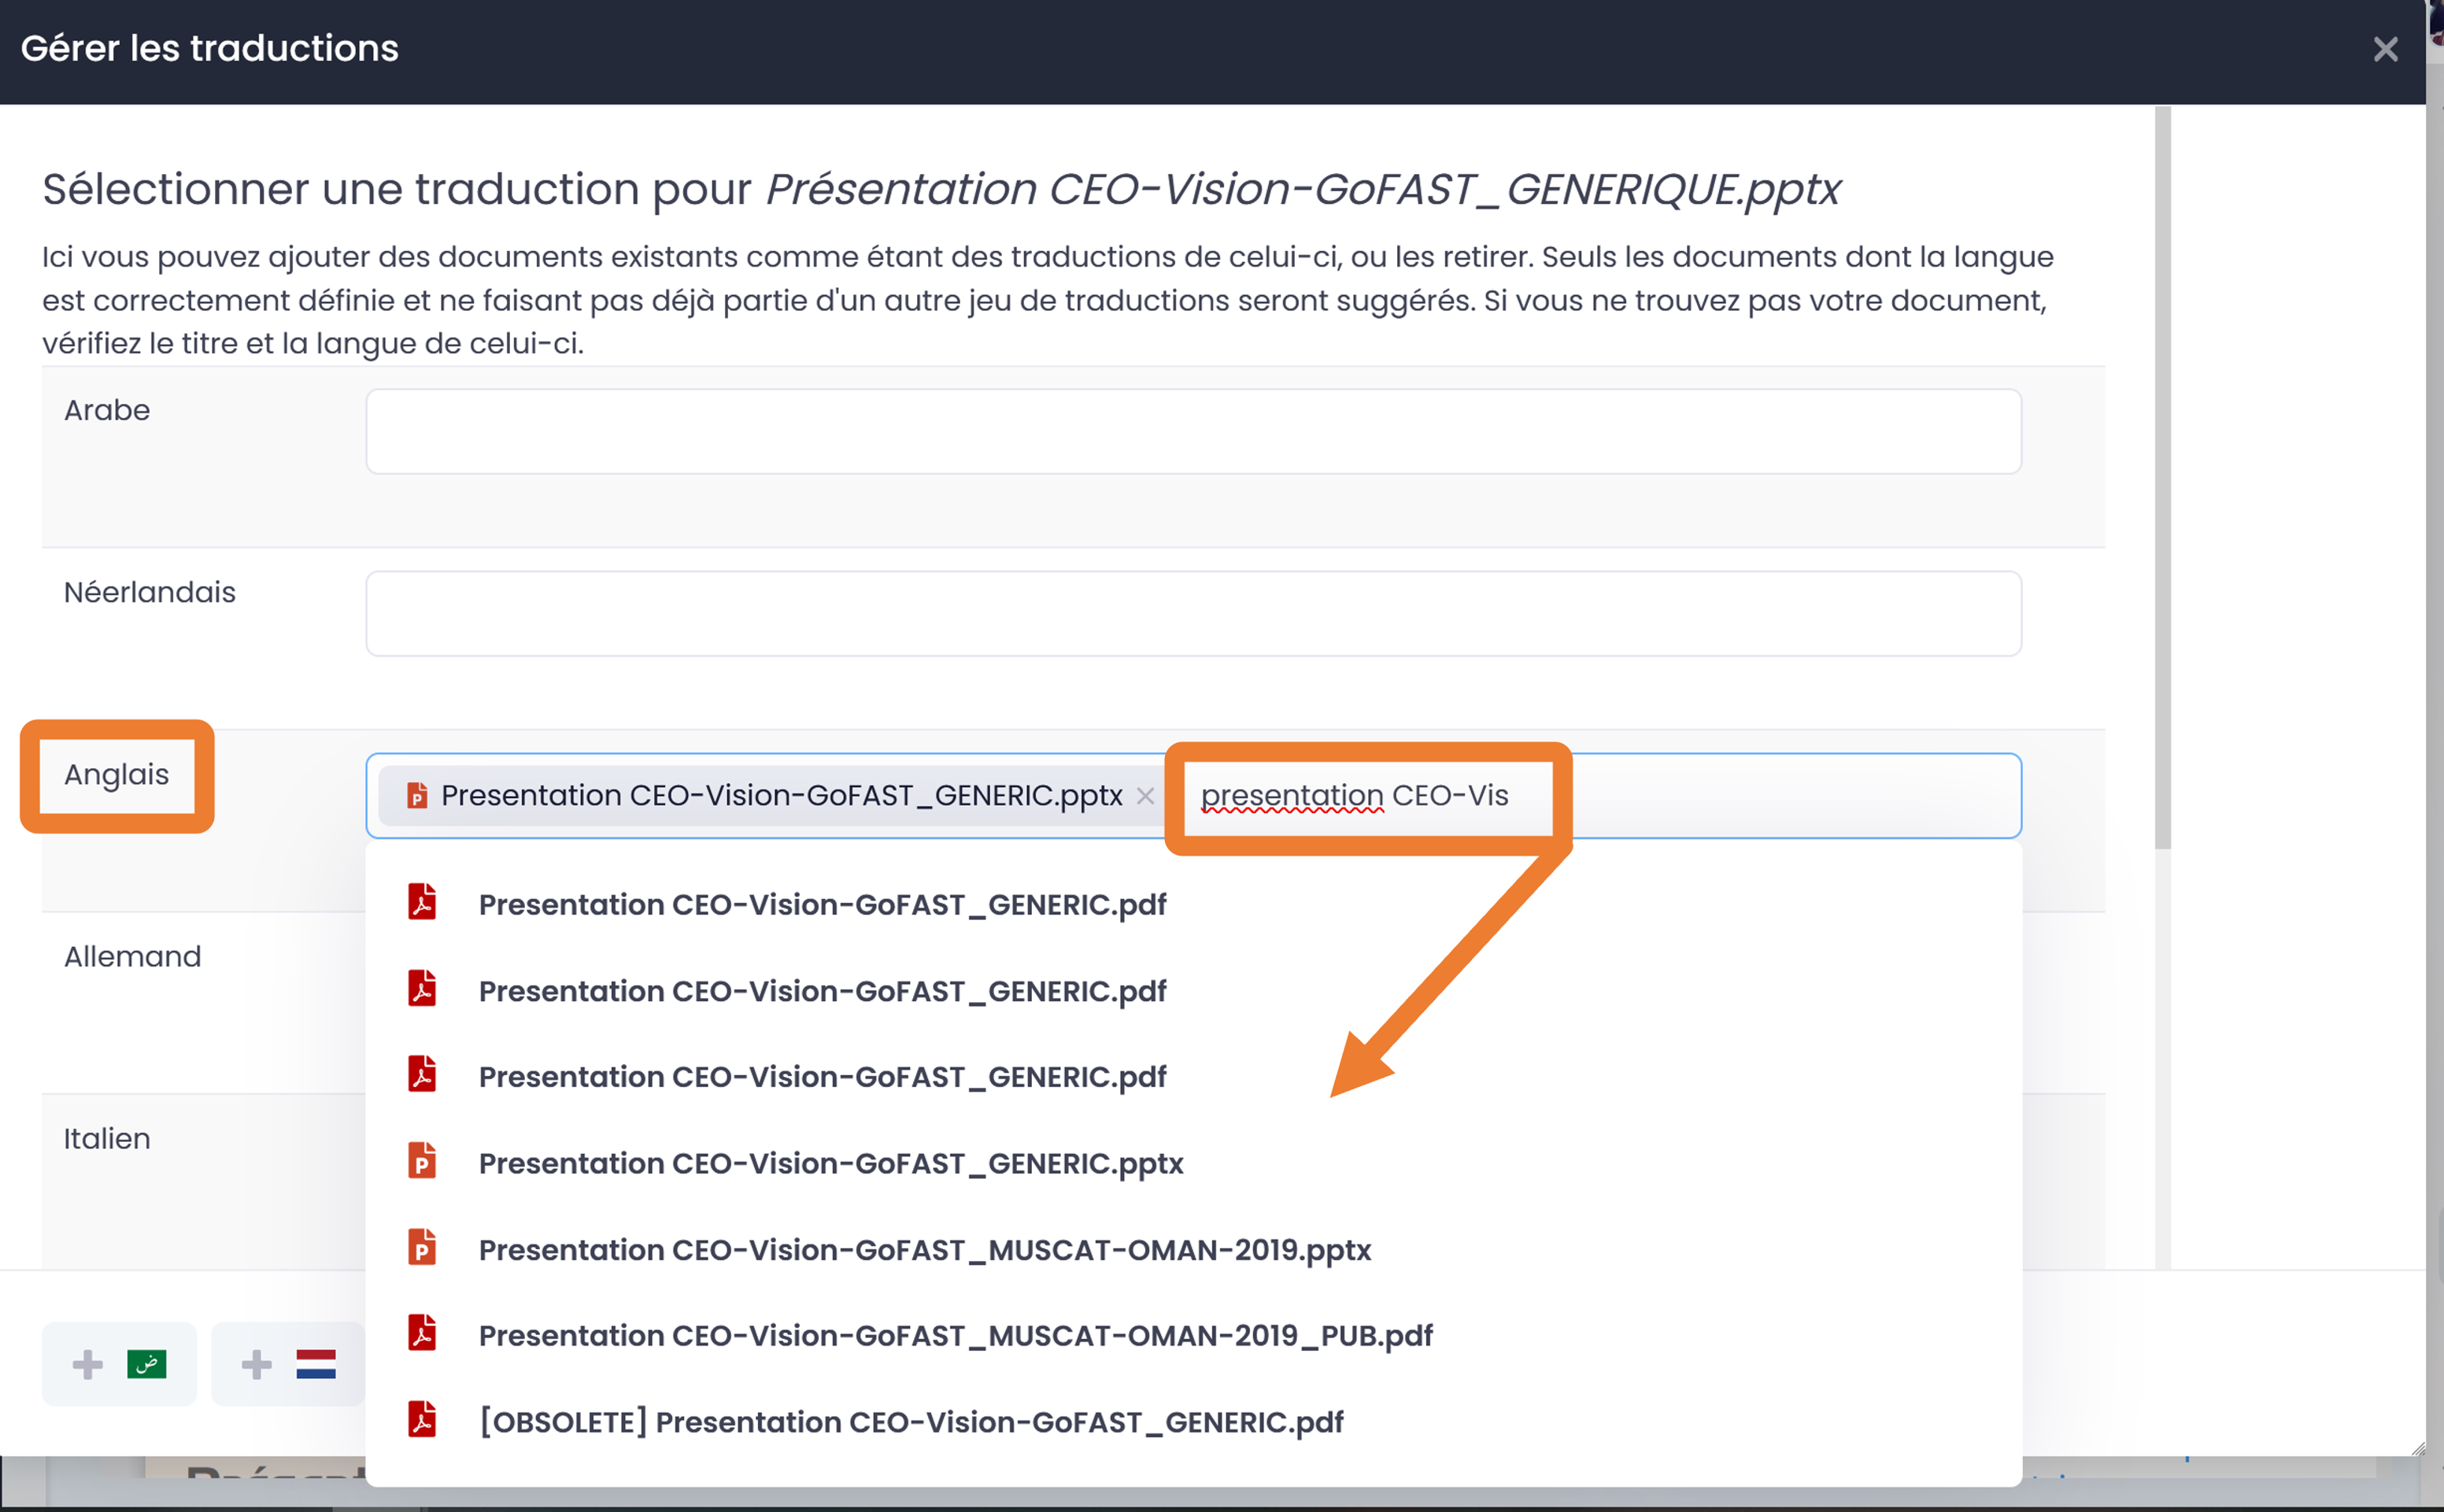 Gérer les traductions
Sélectionner une traduction pour Présentation CEO-Vision-GoFAST_GENERIQUE.pptx
Ici vous pouvez ajouter des documents existants comme étant des traductions de celui-ci, ou les retirer. Seuls les documents dont la langue
est correctement définie et ne faisant pas déjà partie d'un autre jeu de traductions seront suggérés. Si vous ne trouvez pas votre document,
vérifiez le titre et la langue de celui-ci.
Arabe
Néerlandais
Anglais
Presentation CEO-Vision-GoFAST_GENERIC.pptx
presentation CEO-Vis
Presentation CEO-Vision-GoFAST_GENERIC.pdf
Presentation CEO-Vision-GoFAST_GENERIC.pdf
Allemand
Presentation CEO-Vision-GoFAST_GENERIC.pdf
Italien
Presentation CEO-Vision-GoFAST_GENERIC.pptx
Presentation CEO-Vision-GoFAST_MUSCAT-OMAN-2019.pptx
Presentation CEO-Vision-GoFAST_MUSCAT-OMAN-2019_PUB.pdf
ض
[OBSOLETE] Presentation CEO-Vision-GoFAST_GENERIC.pdf